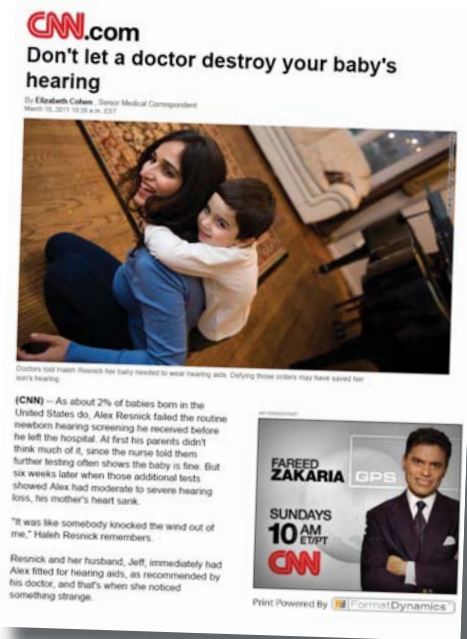 CNN.com
Don't let a doctor destroy your baby's
hearing
By Elizabeth Cohen, Senior Medical Correspondent
March 10:39 a.m. EST
Doctors told Haleh Resnick her baby needed to wear hearing aids. Defying those orders may have saved her
son's hearing.
(CNN) -- As about 2% of babies born in the
United States do, Alex Resnick failed the routine
newborn hearing screening he received before
he left the hospital. At first his parents didn't
think much of it, since the nurse told them
further testing often shows the baby is fine. But
six weeks later when those additional tests
showed Alex had moderate to severe hearing
loss, his mother's heart sank.
"It was like somebody knocked the wind out of
me," Haleh Resnick remembers.
Resnick and her husband, Jeff, immediately had
Alex fitted for hearing aids, as recommended by
his doctor, and that's when she noticed
something strange.
ADVERTISEMENT
FAREED
ZAKARIA GPS
SUNDAYS
10 AM
ET/PT
CNN
Print Powered By FormatDynamics